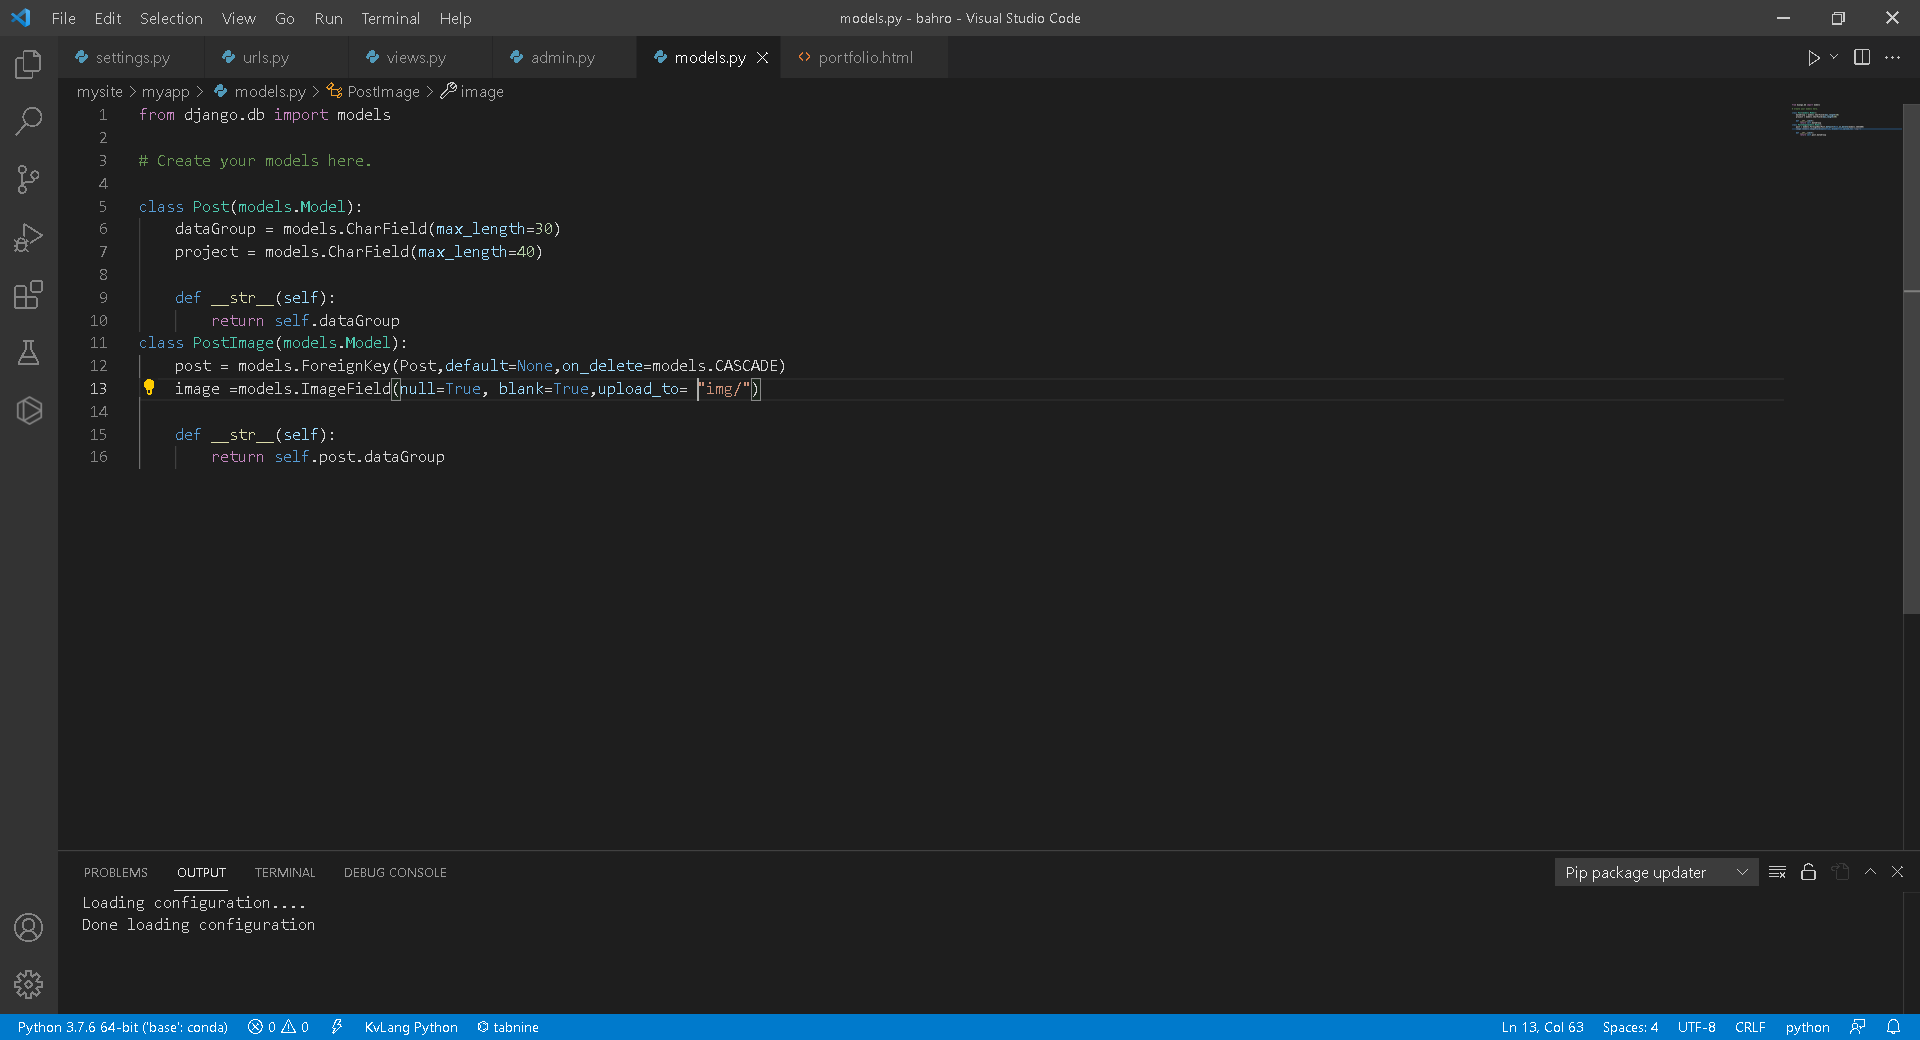 File Edit Selection View Go Run Terminal Help
models.py - bahro - Visual Studio Code
settings.py urls.py views.py admin.py models.py portfolio.html
mysite > myapp > models.py > PostImage > image
1 from django.db import models
2
3 # Create your models here.
4
5 class Post(models.Model):
6     dataGroup = models.CharField(max_length=30)
7     project = models.CharField(max_length=40)
8
9     def __str__(self):
10         return self.dataGroup
11 class PostImage(models.Model):
12     post = models.ForeignKey(Post,default=None,on_delete=models.CASCADE)
13     image =models.ImageField(null=True, blank=True,upload_to= "img/")
14
15     def __str__(self):
16         return self.post.dataGroup
PROBLEMS OUTPUT TERMINAL DEBUG CONSOLE
Pip package updater
Loading configuration....
Done loading configuration
Python 3.7.6 64-bit ('base': conda) 0 0 KvLang Python tabnine
Ln 13, Col 63 Spaces: 4 UTF-8 CRLF python